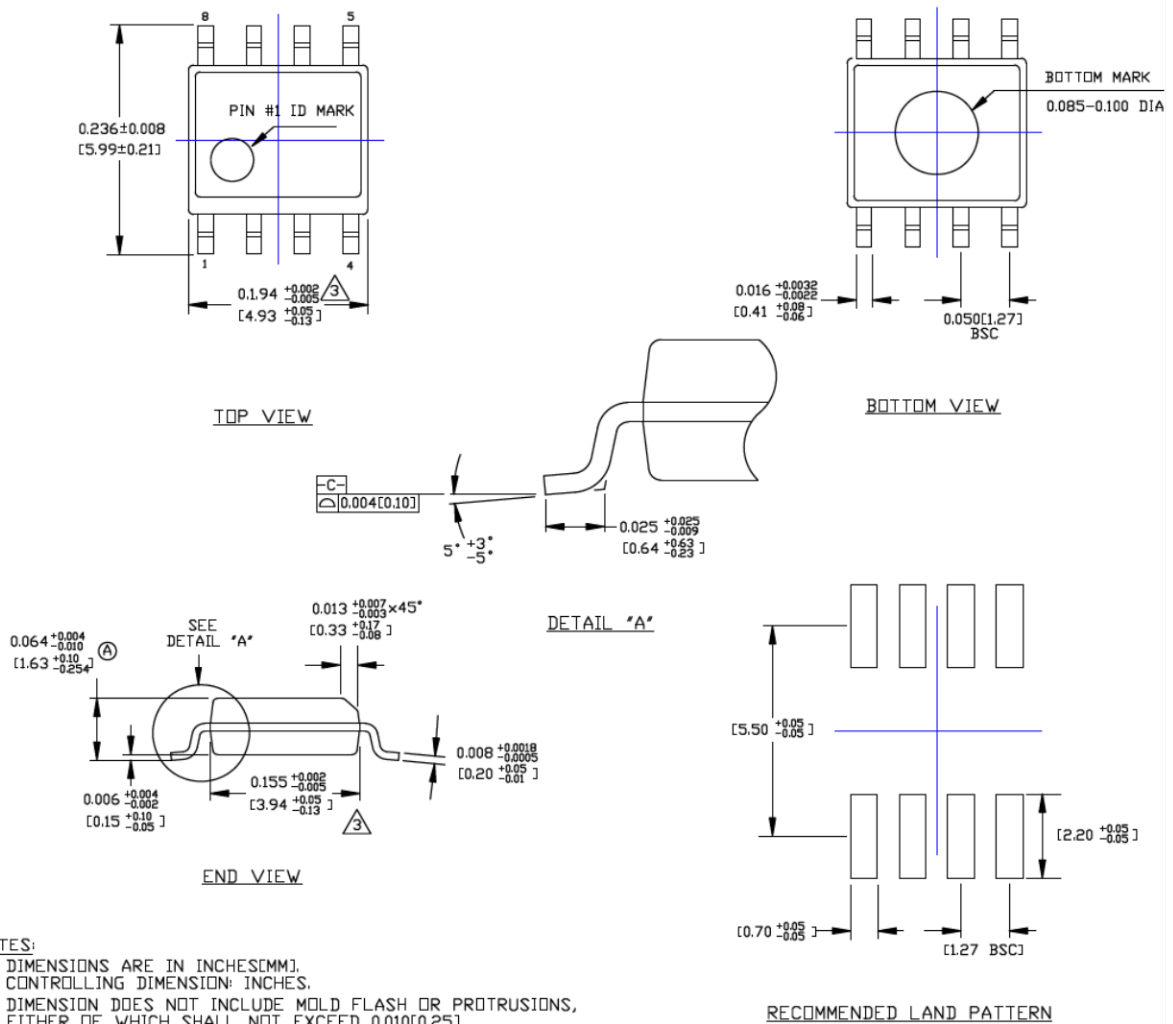 8 5
PIN #1 ID MARK
0.236±0.008
[5.99±0.21]
1 4
0.1.94 +0.002 -0.005 3
[4.93 +0.05 -0.13 ]
TOP VIEW
BOTTOM MARK
0.085-0.100 DIA
0.016 +0.0032 -0.0022
[0.41 +0.08 -0.06 ]
0.050[1.27]
BSC
BOTTOM VIEW
-C-
0.004[0.10]
5° +3° -5°
0.025 +0.025 -0.009
[0.64 +0.63 -0.23 ]
DETAIL "A"
SEE
DETAIL "A"
0.013 +0.007 -0.003 ×45°
[0.33 +0.17 -0.08 ]
0.064 +0.004 -0.010
[1.63 +0.10 -0.254 ] A
0.006 +0.004 -0.002
[0.15 +0.10 -0.05 ]
0.155 +0.002 -0.005
[3.94 +0.05 -0.13 ]
3
0.008 +0.0018 -0.0005
[0.20 +0.05 -0.01 ]
END VIEW
[5.50 +0.05 -0.05 ]
[2.20 +0.05 -0.05 ]
[0.70 +0.05 -0.05 ]
[1.27 BSC]
RECOMMENDED LAND PATTERN
TES:
DIMENSIONS ARE IN INCHES[MM].
CONTROLLING DIMENSION: INCHES.
DIMENSION DOES NOT INCLUDE MOLD FLASH OR PROTRUSIONS,
EITHER OF WHICH SHALL NOT EXCEED 0.010[0.25]